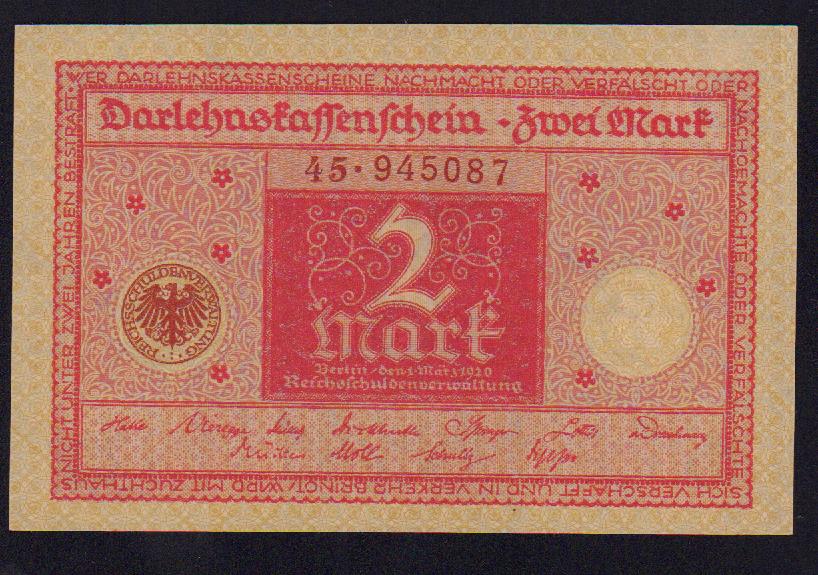 WER DARLEHNSKASSENSCHEINE NACHMACHT ODER VERFÄLSCHT ODER
NACHGEMACHTE ODER VERFÄLSCHTE
SICH VERSCHAFFT UND IN VERKEHR BRINGT, WIRD MIT ZUCHTHAUS
NICHT UNTER ZWEI JAHREN BESTRAFT.
Darlehnskassenschein - Zwei Mark
45·945087
2
Mark
Berlin, den 1. März 1920
Reichsschuldenverwaltung
REICHSSCHULDENVERWALTUNG